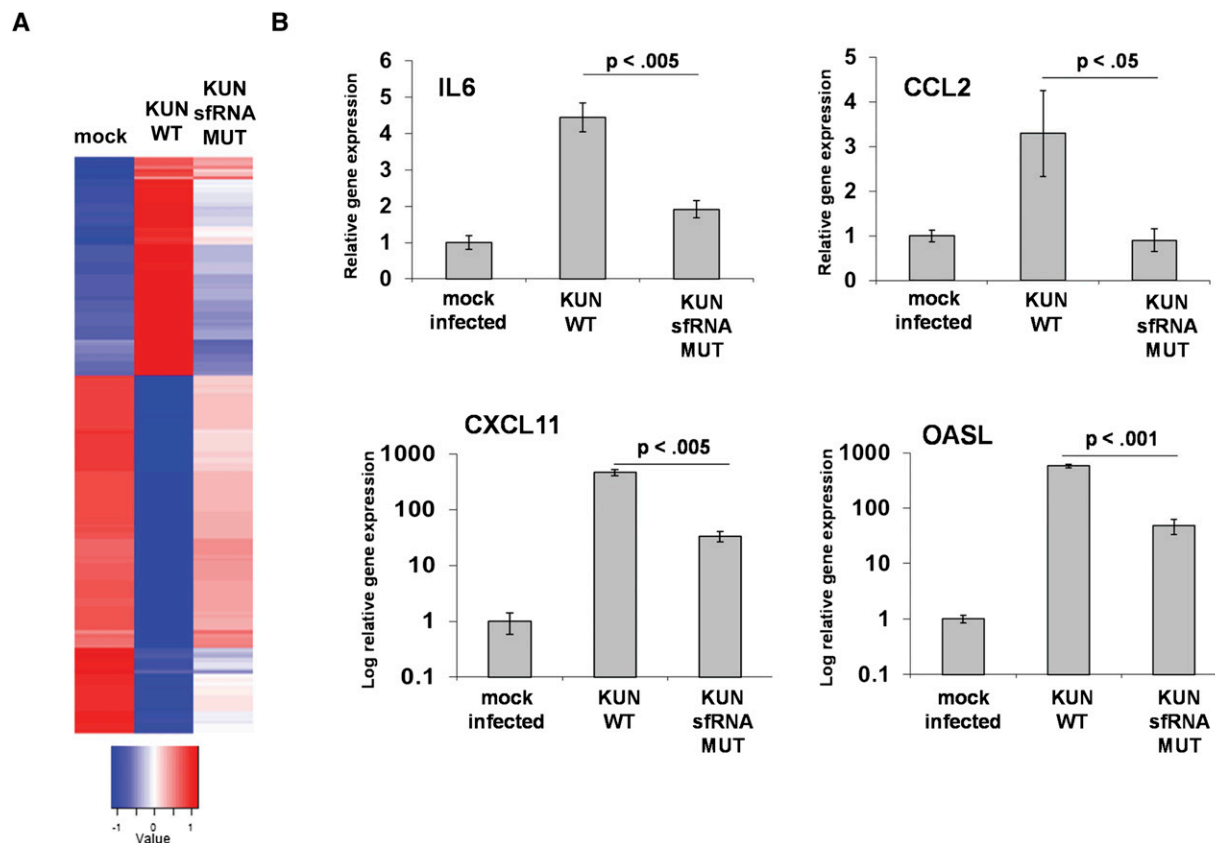 A
mock
KUN
WT
KUN
sfRNA
MUT
-1
0
1
Value
B
IL6
p < .005
Relative gene expression
6
5
4
3
2
1
0
mock
infected
KUN
WT
KUN
sfRNA
MUT
CCL2
p < .05
Relative gene expression
5
4
3
2
1
0
mock
infected
KUN
WT
KUN
sfRNA
MUT
CXCL11
p < .005
Log relative gene expression
1000
100
10
1
0.1
mock
infected
KUN
WT
KUN
sfRNA
MUT
OASL
p < .001
Log relative gene expression
1000
100
10
1
0.1
mock
infected
KUN
WT
KUN
sfRNA
MUT